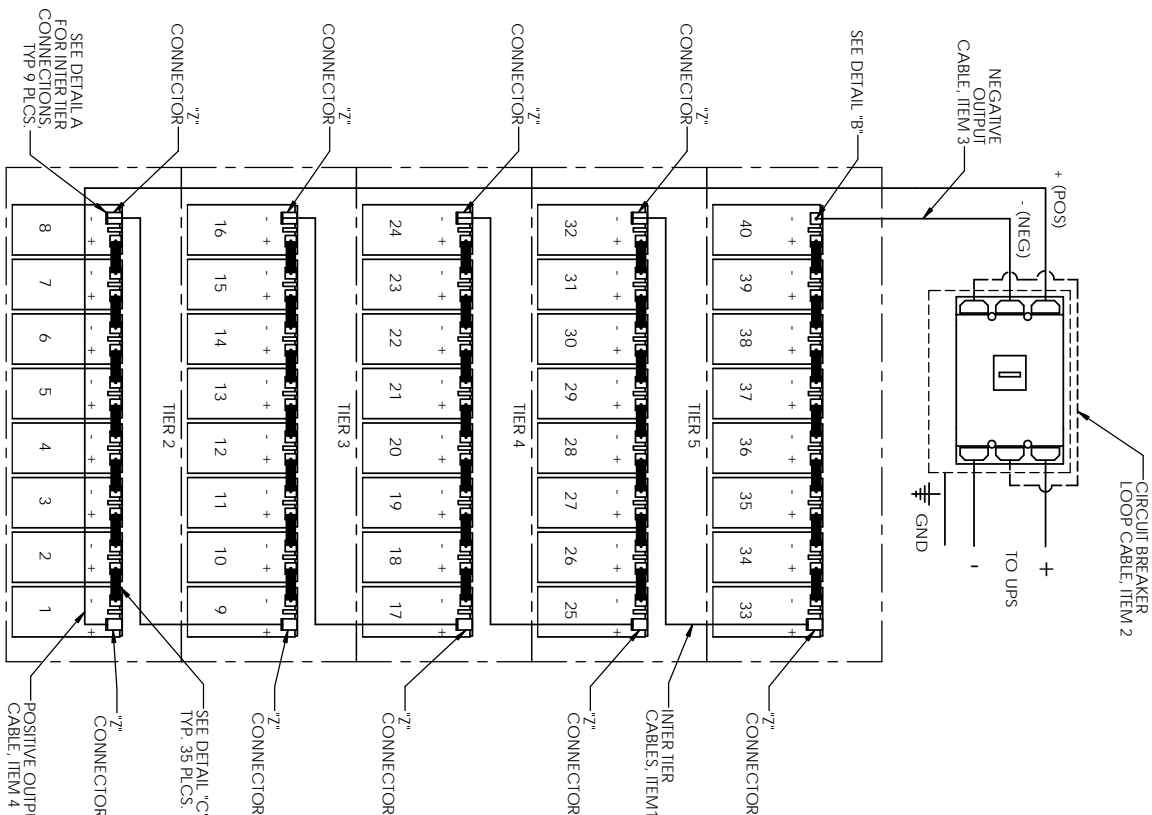 CIRCUIT BREAKER
LOOP CABLE, ITEM 2
NEGATIVE
OUTPUT
CABLE, ITEM 3
+ (POS)
- (NEG)
+
TO UPS
-
GND
SEE DETAIL "B"
40 39 38 37 36 35 34 33
- + - + - + - + - + - + - + - +
"Z"
CONNECTOR
TIER 5
INTER TIER
CABLES, ITEM1
"Z"
CONNECTOR
32 31 30 29 28 27 26 25
- + - + - + - + - + - + - + - +
"Z"
CONNECTOR
TIER 4
"Z"
CONNECTOR
24 23 22 21 20 19 18 17
- + - + - + - + - + - + - + - +
"Z"
CONNECTOR
TIER 3
"Z"
CONNECTOR
16 15 14 13 12 11 10 9
- + - + - + - + - + - + - + - +
"Z"
CONNECTOR
TIER 2
"Z"
CONNECTOR
SEE DETAIL "C"
TYP. 35 PLCS.
8 7 6 5 4 3 2 1
- + - + - + - + - + - + - + - +
"Z"
CONNECTOR
SEE DETAIL A
FOR INTER TIER
CONNECTIONS,
TYP 9 PLCS.
POSITIVE OUTPU
CABLE, ITEM 4